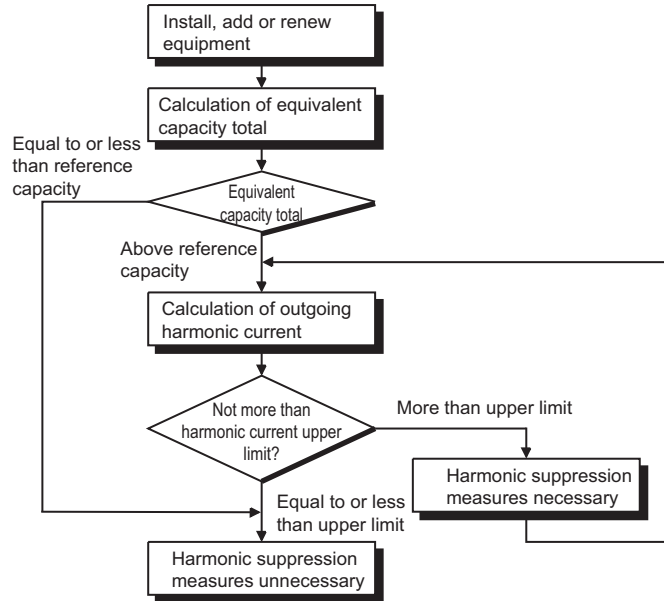 Install, add or renew
equipment
Calculation of equivalent
capacity total
Equal to or less
than reference
capacity
Equivalent
capacity total
Above reference
capacity
Calculation of outgoing
harmonic current
Not more than
harmonic current upper
limit?
More than upper limit
Harmonic suppression
measures necessary
Equal to or less
than upper limit
Harmonic suppression
measures unnecessary